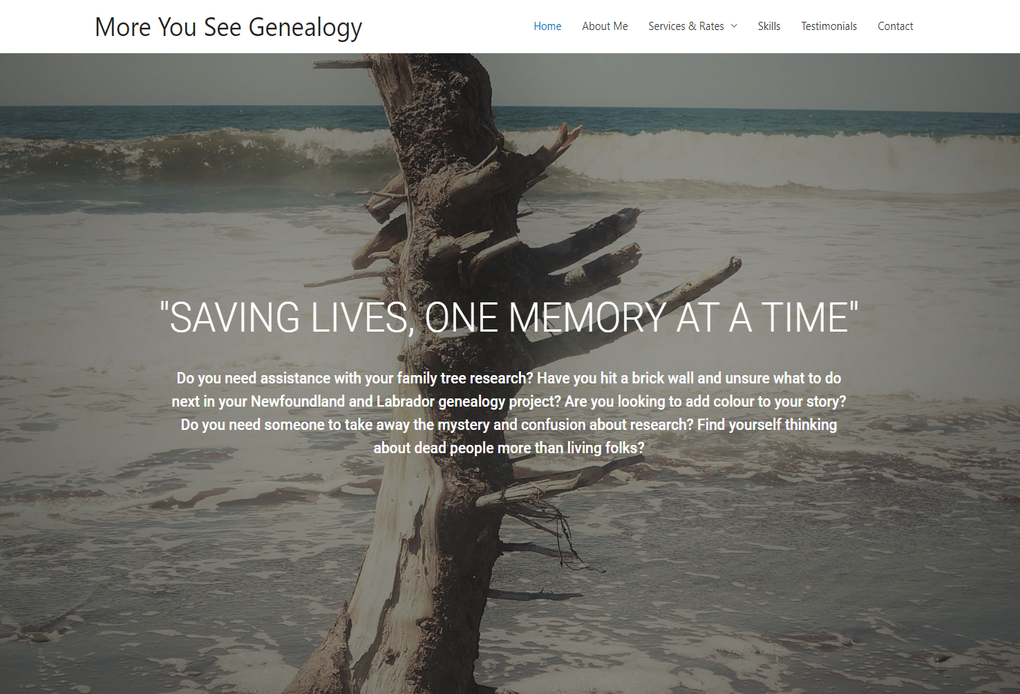 More You See Genealogy
Home About Me Services & Rates Skills Testimonials Contact
"SAVING LIVES, ONE MEMORY AT A TIME"
Do you need assistance with your family tree research? Have you hit a brick wall and unsure what to do
next in your Newfoundland and Labrador genealogy project? Are you looking to add colour to your story?
Do you need someone to take away the mystery and confusion about research? Find yourself thinking
about dead people more than living folks?